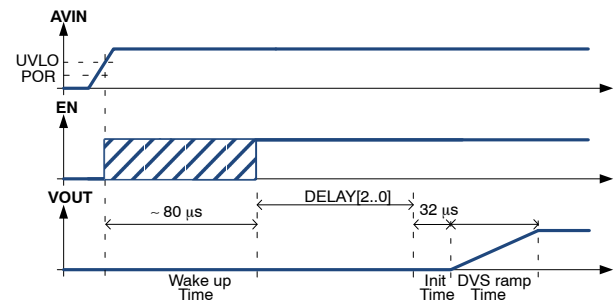 AVIN
UVLO
POR
EN
VOUT
~ 80 µs
DELAY[2..0]
32 µs
Wake up
Time
Init
Time
DVS ramp
Time